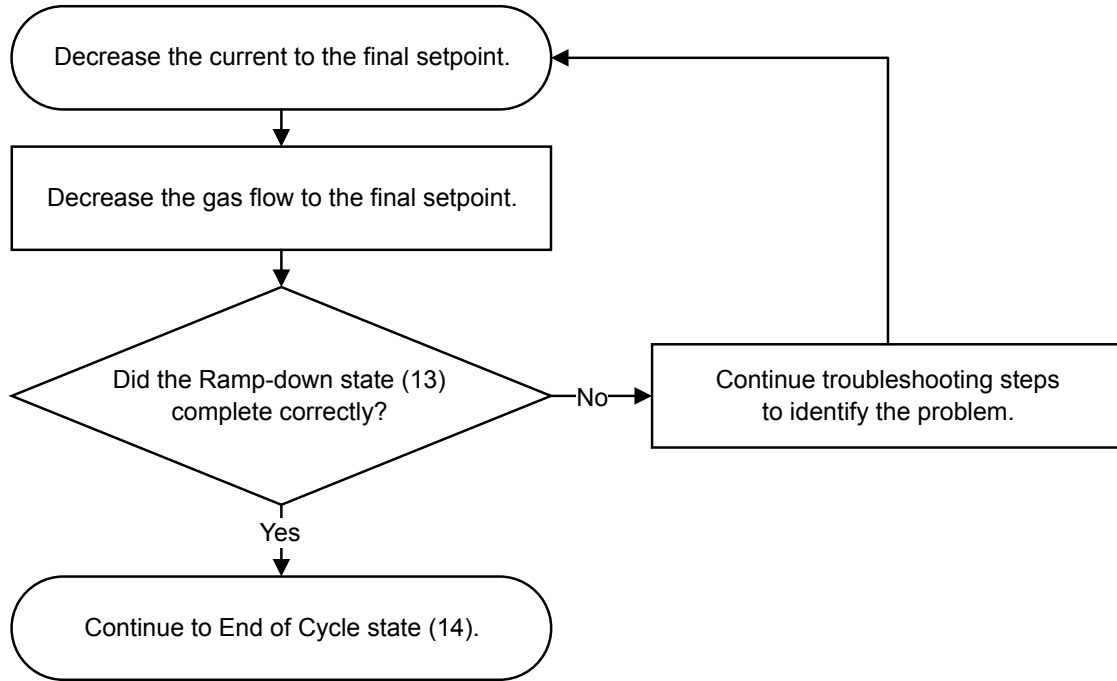 Decrease the current to the final setpoint.
Decrease the gas flow to the final setpoint.
Did the Ramp-down state (13)
complete correctly?
No
Continue troubleshooting steps
to identify the problem.
Yes
Continue to End of Cycle state (14).